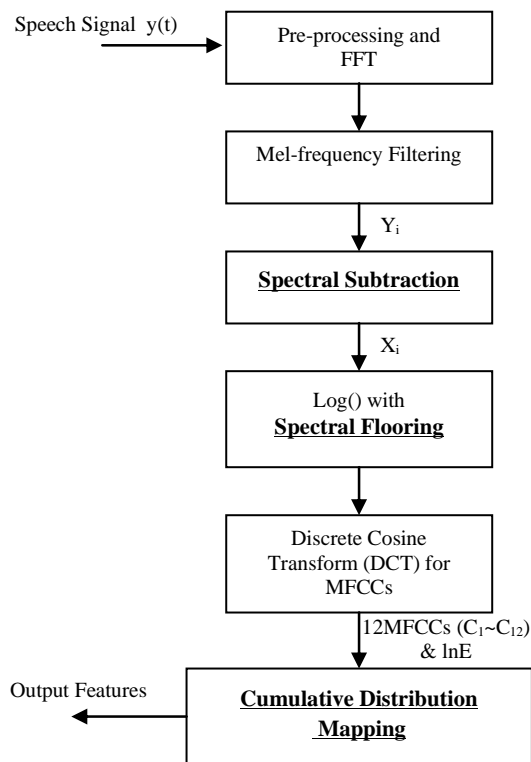 Speech Signal y(t)
Pre-processing and
FFT
Mel-frequency Filtering
Yi
Spectral Subtraction
Xi
Log() with
Spectral Flooring
Discrete Cosine
Transform (DCT) for
MFCCs
12MFCCs (C1~C12)
& lnE
Output Features
Cumulative Distribution
Mapping